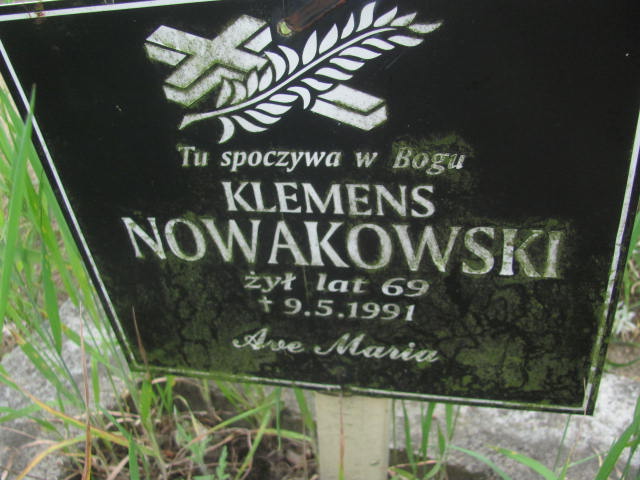 Tu spoczywa w Bogu
KLEMENS
NOWAKOWSKI
żył lat 69
† 9.5.1991
Ave Maria